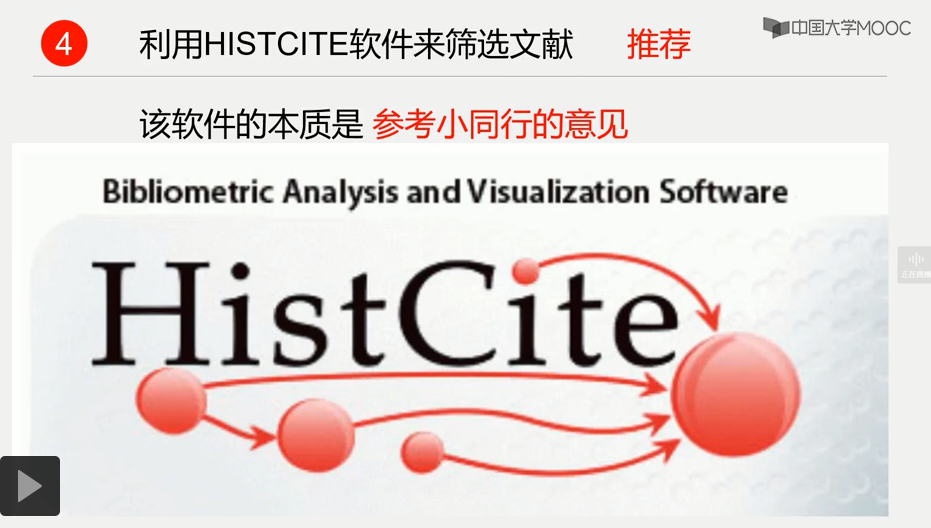 4 利用HISTCITE软件来筛选文献 推荐
中国大学MOOC
该软件的本质是 参考小同行的意见
Bibliometric Analysis and Visualization Software
HistCite